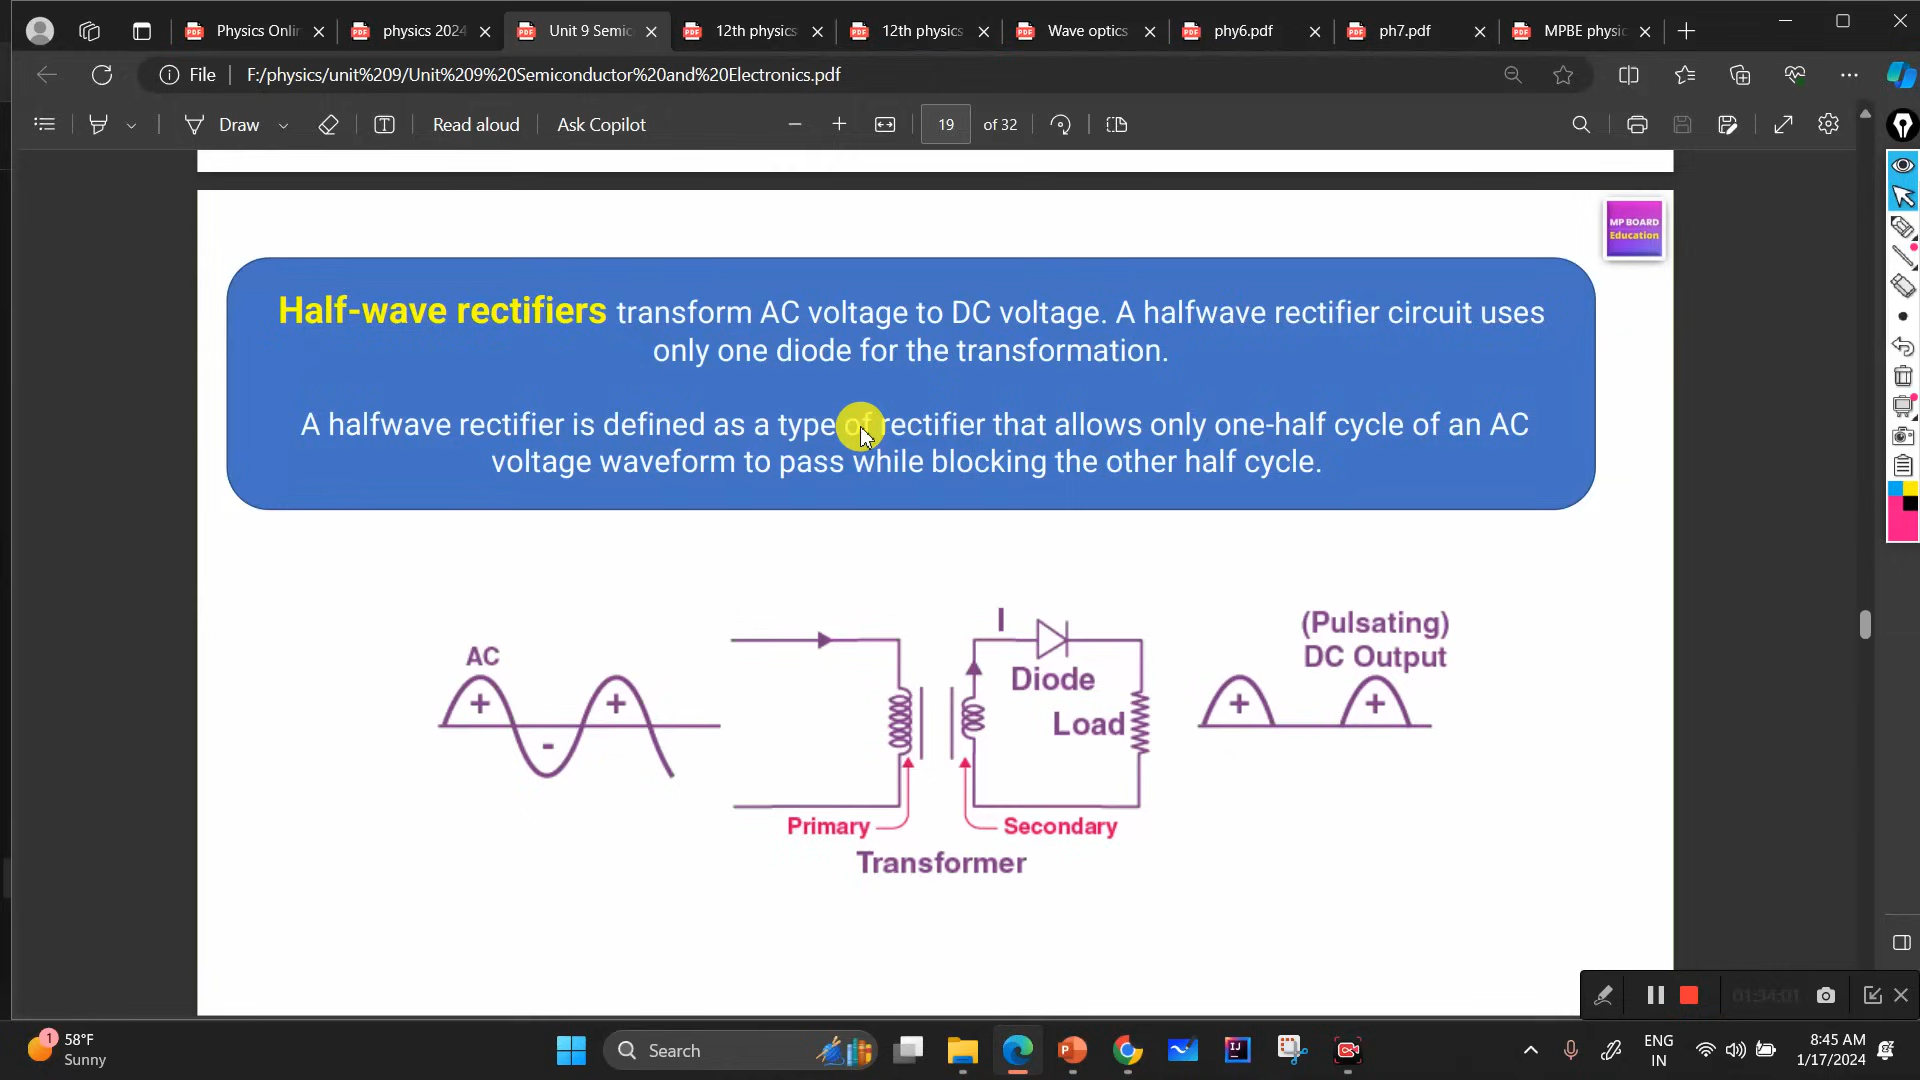 Physics Onlin
physics 2024
Unit 9 Semic
12th physics
12th physics
Wave optics
phy6.pdf
ph7.pdf
MPBE physic
File
F:/physics/unit%209/Unit%209%20Semiconductor%20and%20Electronics.pdf
Draw
Read aloud
Ask Copilot
19
of 32
MP BOARD
Education
Half-wave rectifiers transform AC voltage to DC voltage. A halfwave rectifier circuit uses
only one diode for the transformation.
A halfwave rectifier is defined as a type of rectifier that allows only one-half cycle of an AC
voltage waveform to pass while blocking the other half cycle.
AC
+
+
-
I
Diode
Load
Primary
Secondary
Transformer
(Pulsating)
DC Output
+
+
01:34:01
1
58°F
Sunny
Search
ENG
IN
8:45 AM
1/17/2024